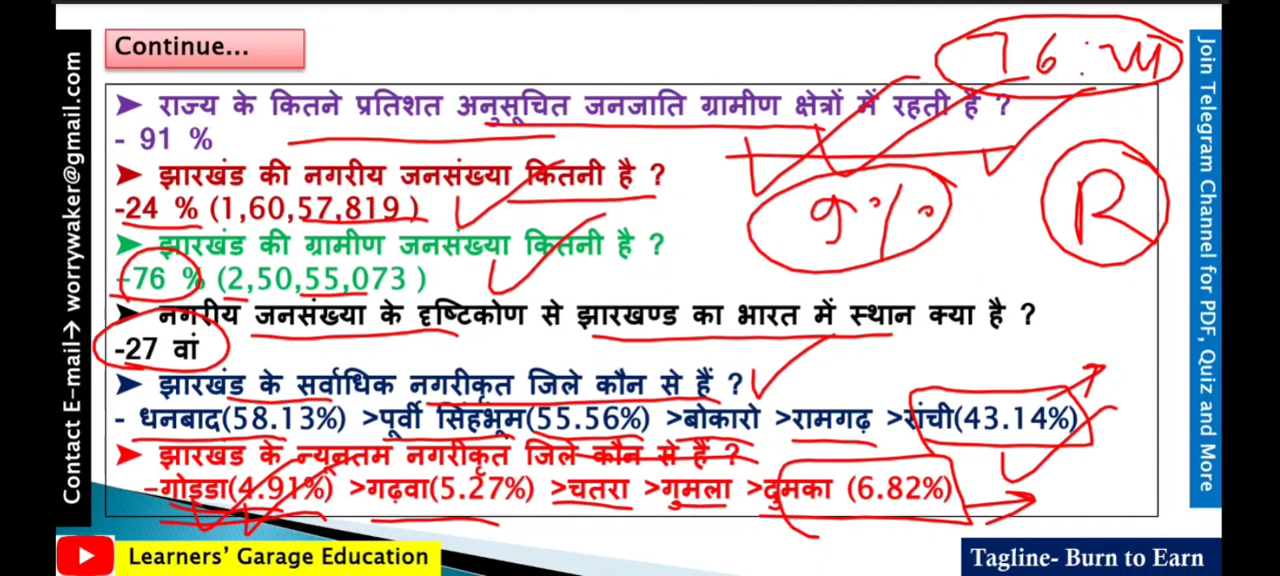 Continue...
76:24
➤ राज्य के कितने प्रतिशत अनुसूचित जनजाति ग्रामीण क्षेत्रों में रहती है ?
- 91 %
9%
R
➤ झारखंड की नगरीय जनसंख्या कितनी है ?
-24 % (1,60,57,819)
➤ झारखंड की ग्रामीण जनसंख्या कितनी है ?
-76 % (2,50,55,073)
➤ नगरीय जनसंख्या के दृष्टिकोण से झारखण्ड का भारत में स्थान क्या है ?
-27 वां
➤ झारखंड के सर्वाधिक नगरीकृत जिले कौन से हैं ?
- धनबाद(58.13%) >पूर्वी सिंहभूम(55.56%) >बोकारो >रामगढ़ >रांची(43.14%)
➤ झारखंड के न्यूनतम नगरीकृत जिले कौन से हैं ?
-गोड्डा(4.91%) >गढ़वा(5.27%) >चतरा >गुमला >दुमका (6.82%)
Contact E-mail→ worrywaker@gmail.com
Join Telegram Channel for PDF, Quiz and More
Learners’ Garage Education
Tagline- Burn to Earn